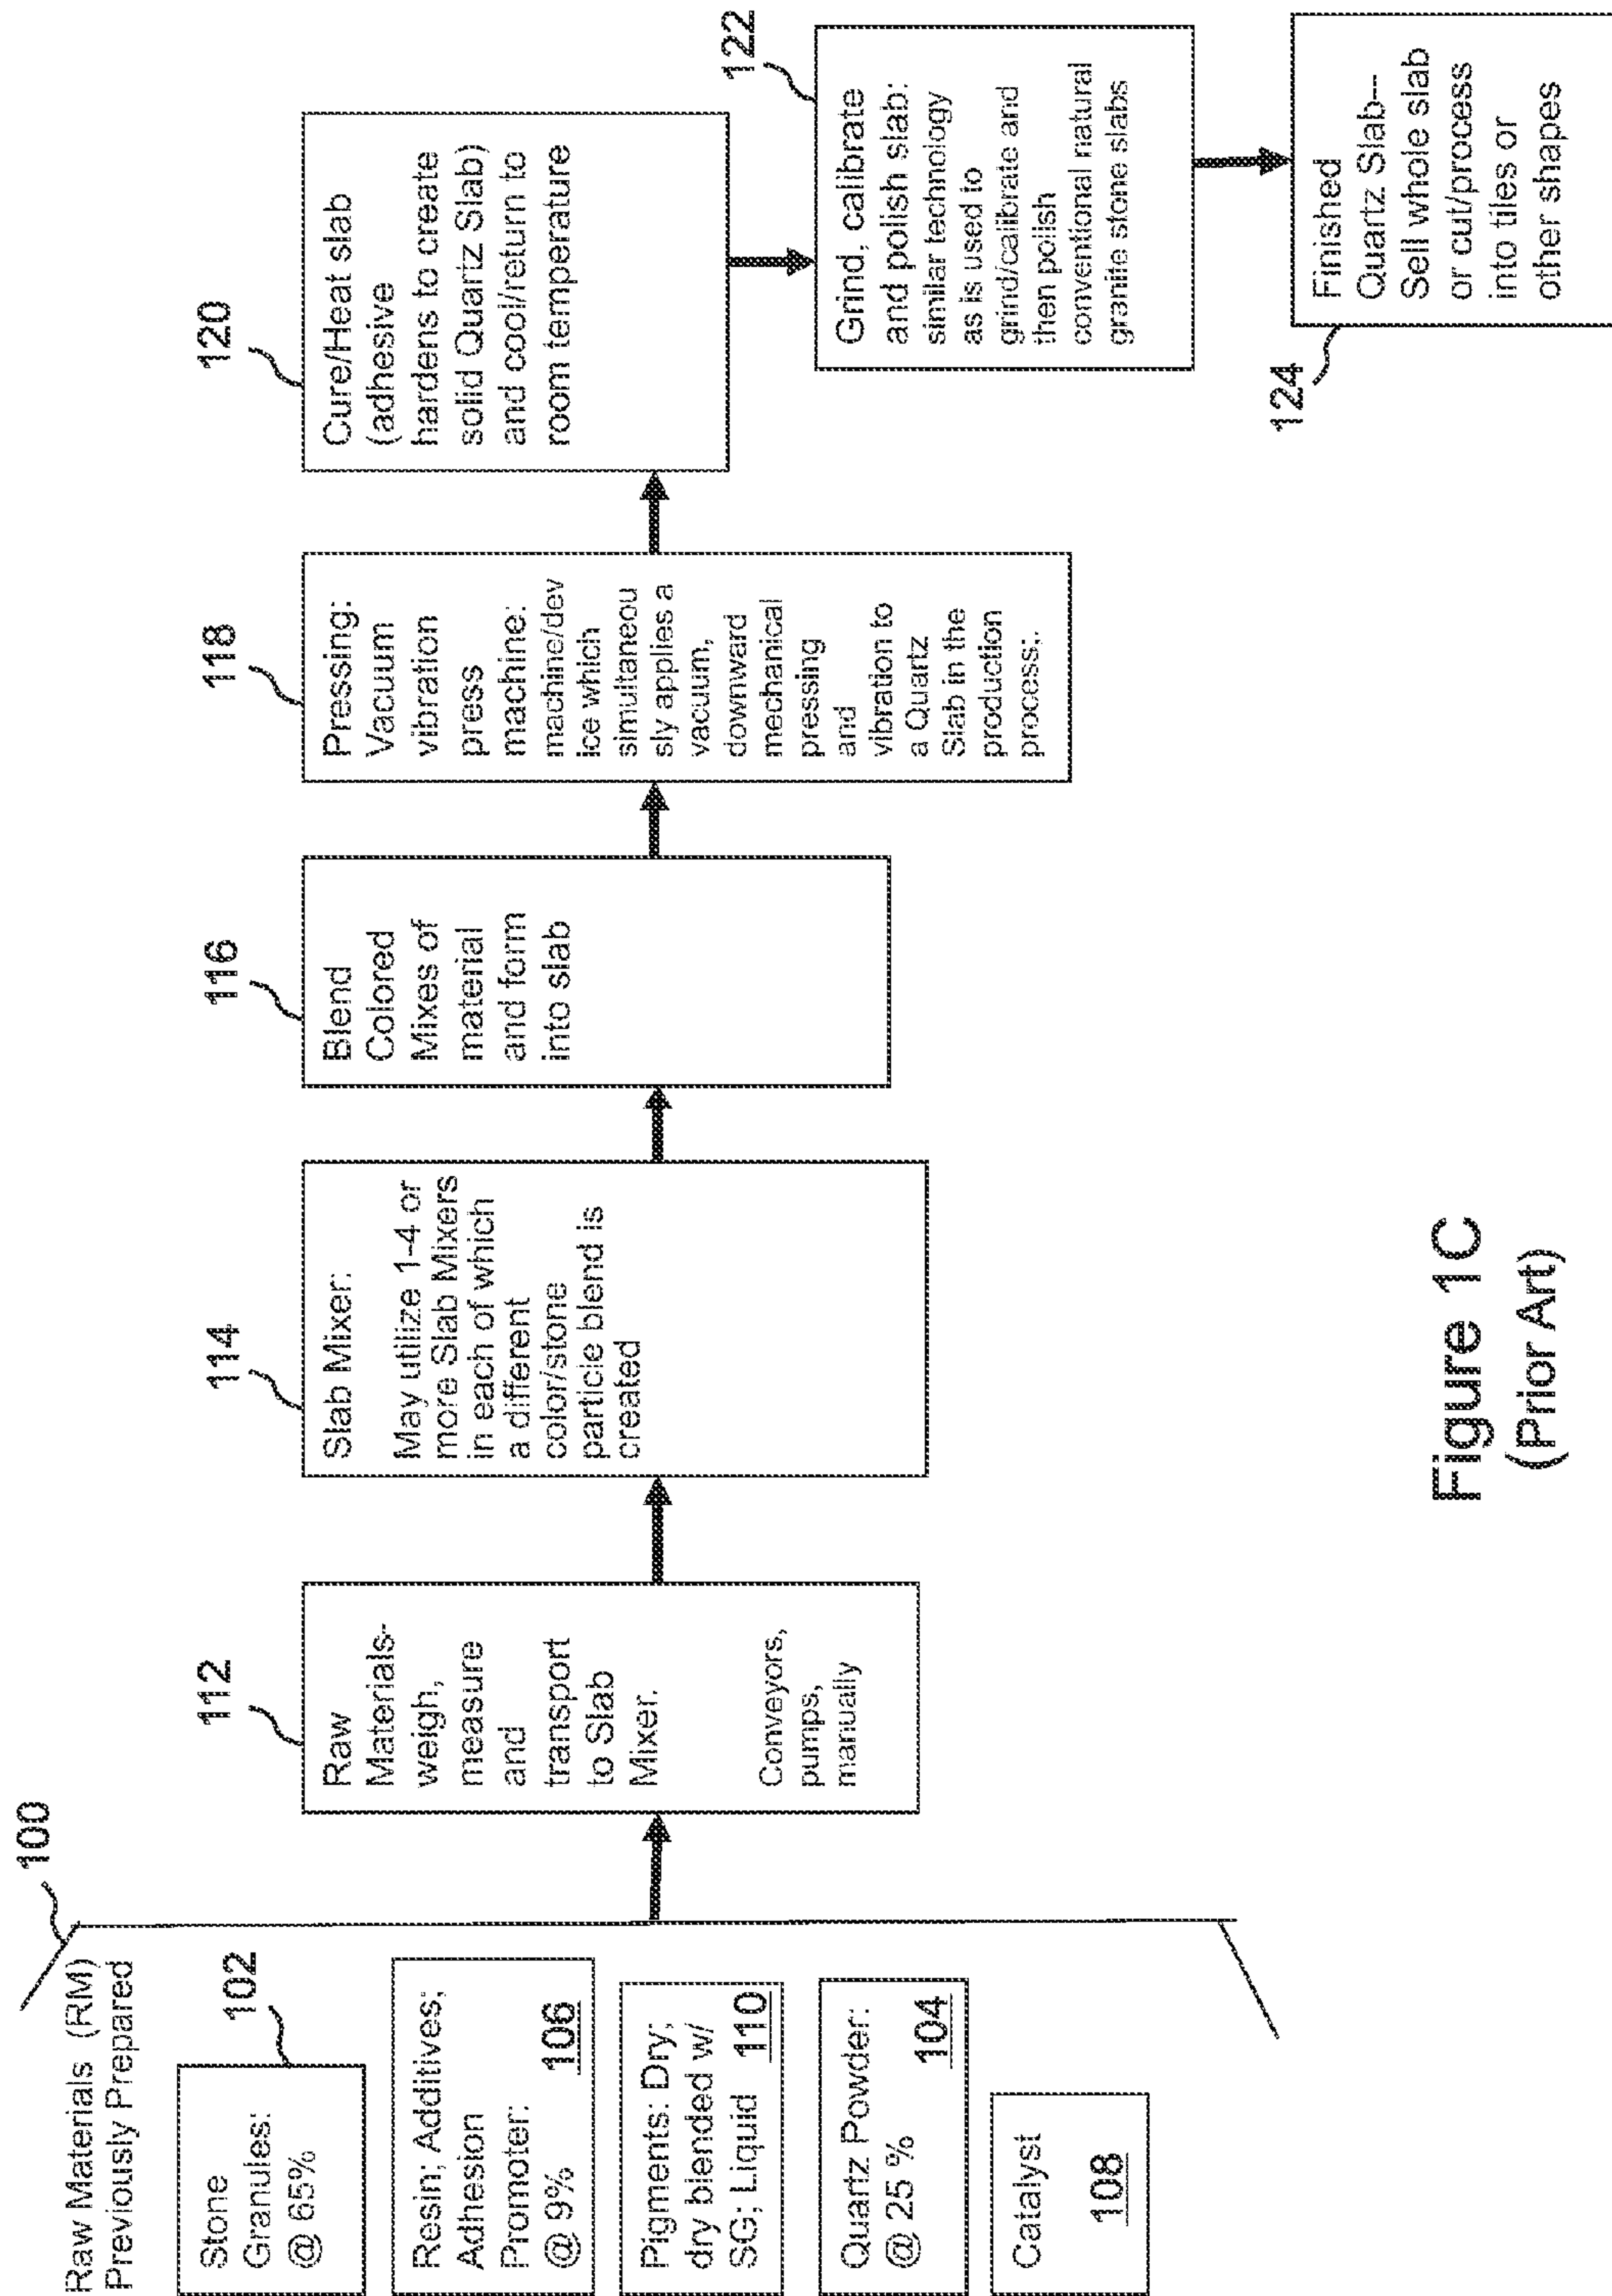 100
Raw Materials (RM)
Previously Prepared
102
Stone
Granules:
@ 65%
Resin; Additives;
Adhesion
Promoter:
@ 9%
106
Pigments: Dry;
dry blended w/
SG; Liquid 110
Quartz Powder:
@ 25 %
104
Catalyst
108
112
Raw
Materials-
weigh,
measure
and
transport
to Slab
Mixer.
Conveyors,
pumps,
manually
114
Slab Mixer:
May utilize 1-4 or
more Slab Mixers
in each of which
a different
color/stone
particle blend is
created
116
Blend
Colored
Mixes of
material
and form
into slab
118
Pressing:
Vacuum
vibration
press
machine:
machine/dev
ice which
simultaneou
sly applies a
vacuum,
downward
mechanical
pressing
and
vibration to
a Quartz
Slab in the
production
process;.
120
Cure/Heat slab
(adhesive
hardens to create
solid Quartz Slab)
and cool/return to
room temperature
122
Grind, calibrate
and polish slab:
similar technology
as is used to
grind/calibrate and
then polish
conventional natural
granite stone slabs
124
Finished
Quartz Slab--
Sell whole slab
or cut/process
into tiles or
other shapes
Figure 1C
(Prior Art)